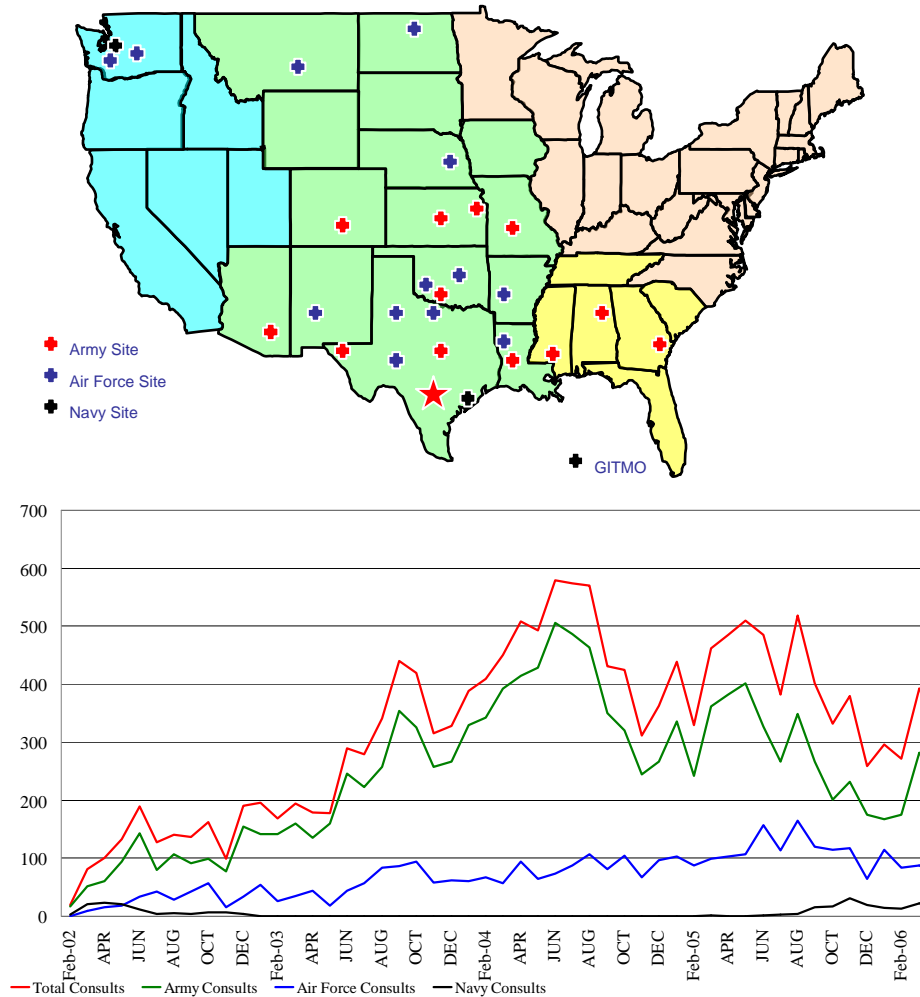 Army Site
Air Force Site
Navy Site
GITMO
700
600
500
400
300
200
100
0
Feb-02
APR
JUN
AUG
OCT
DEC
Feb-03
APR
JUN
AUG
OCT
DEC
Feb-04
APR
JUN
AUG
OCT
DEC
Feb-05
APR
JUN
AUG
OCT
DEC
Feb-06
Total Consults
Army Consults
Air Force Consults
Navy Consults